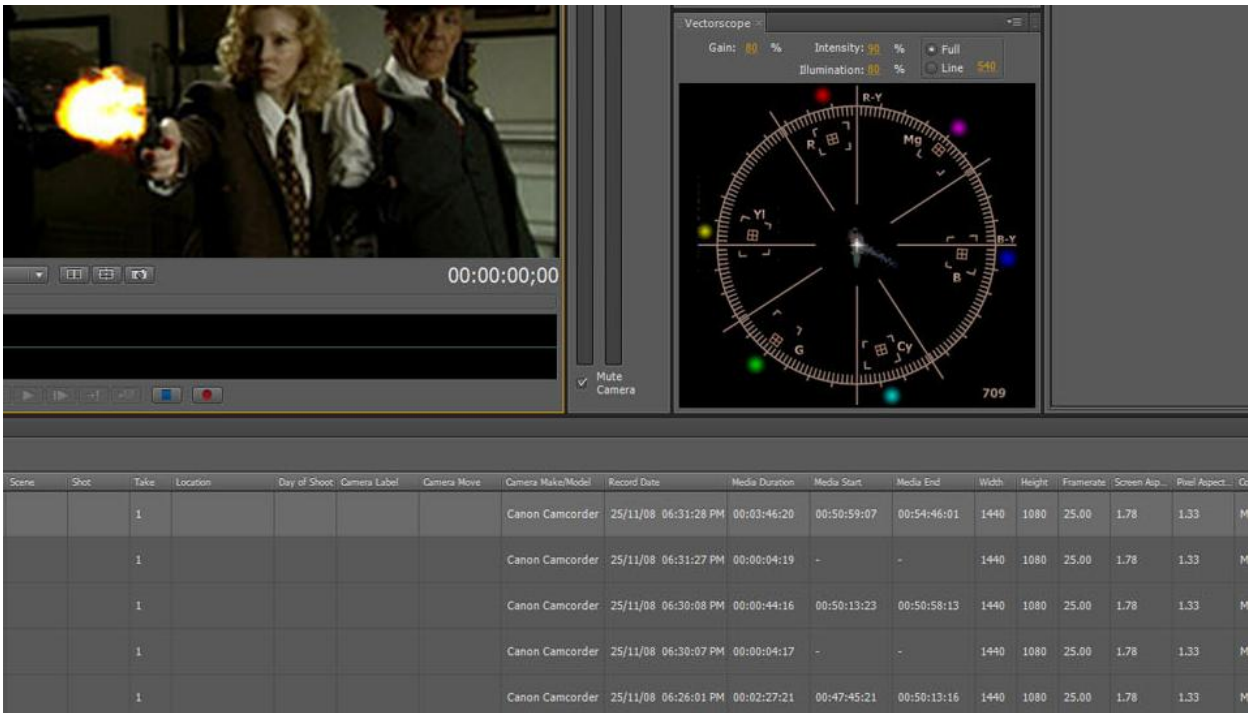 Vectorscope ×
Gain: 80 % Intensity: 90 % Full
Illumination: 80 % Line 540
R-Y
R
Mg
Yl
B-Y
B
G
Cy
709
00:00:00;00
Mute
Camera
Scene Shot Take Location Day of Shoot Camera Label Camera Move Camera Make/Model Record Date Media Duration Media Start Media End Width Height Framerate Screen Asp... Pixel Aspect... Co
1 Canon Camcorder 25/11/08 06:31:28 PM 00:03:46:20 00:50:59:07 00:54:46:01 1440 1080 25.00 1.78 1.33 M
1 Canon Camcorder 25/11/08 06:31:27 PM 00:00:04:19 - - 1440 1080 25.00 1.78 1.33 M
1 Canon Camcorder 25/11/08 06:30:08 PM 00:00:44:16 00:50:13:23 00:50:58:13 1440 1080 25.00 1.78 1.33 M
1 Canon Camcorder 25/11/08 06:30:07 PM 00:00:04:17 - - 1440 1080 25.00 1.78 1.33 M
1 Canon Camcorder 25/11/08 06:26:01 PM 00:02:27:21 00:47:45:21 00:50:13:16 1440 1080 25.00 1.78 1.33 M